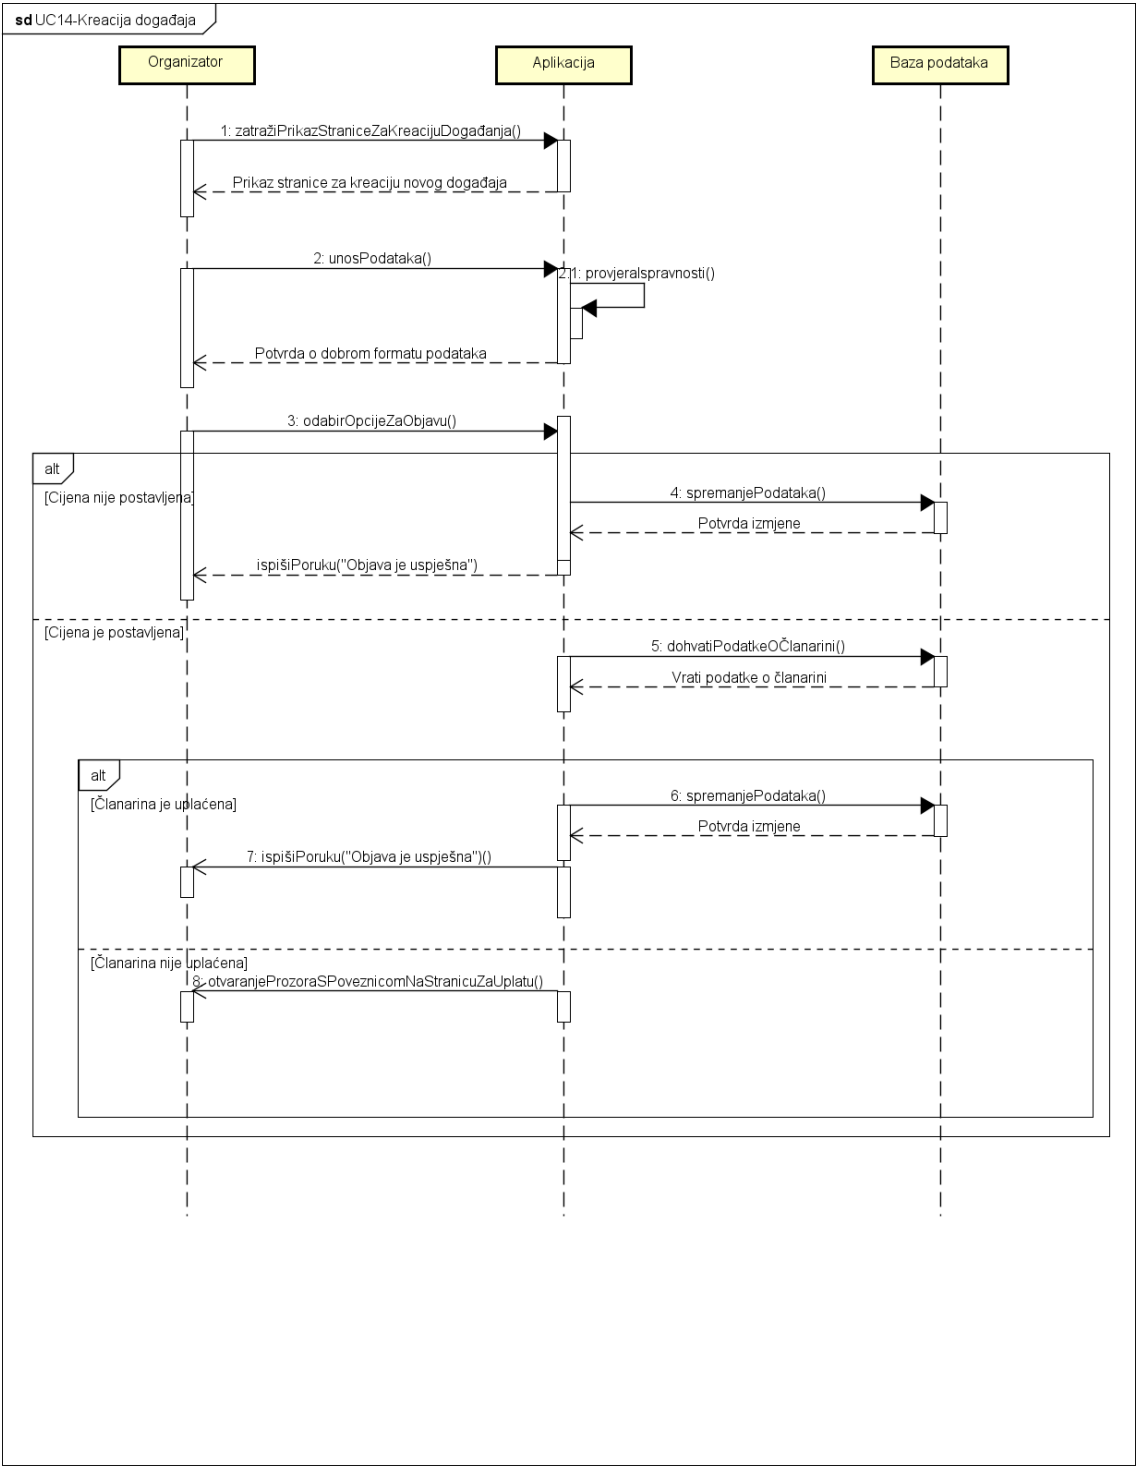 sd UC14-Kreacija događaja
Organizator
Aplikacija
Baza podataka
1: zatražiPrikazStraniceZaKreacijuDogađanja()
Prikaz stranice za kreaciju novog događaja
2: unosPodataka()
2.1: provjeraIspravnosti()
Potvrda o dobrom formatu podataka
3: odabirOpcijeZaObjavu()
alt
[Cijena nije postavljena]
4: spremanjePodataka()
Potvrda izmjene
ispišiPoruku("Objava je uspješna")
[Cijena je postavljena]
5: dohvatiPodatkeOČlanarini()
Vrati podatke o članarini
alt
[Članarina je uplaćena]
6: spremanjePodataka()
Potvrda izmjene
7: ispišiPoruku("Objava je uspješna")()
[Članarina nije uplaćena]
8: otvaranjeProzoraSPoveznicomNaStranicuZaUplatu()